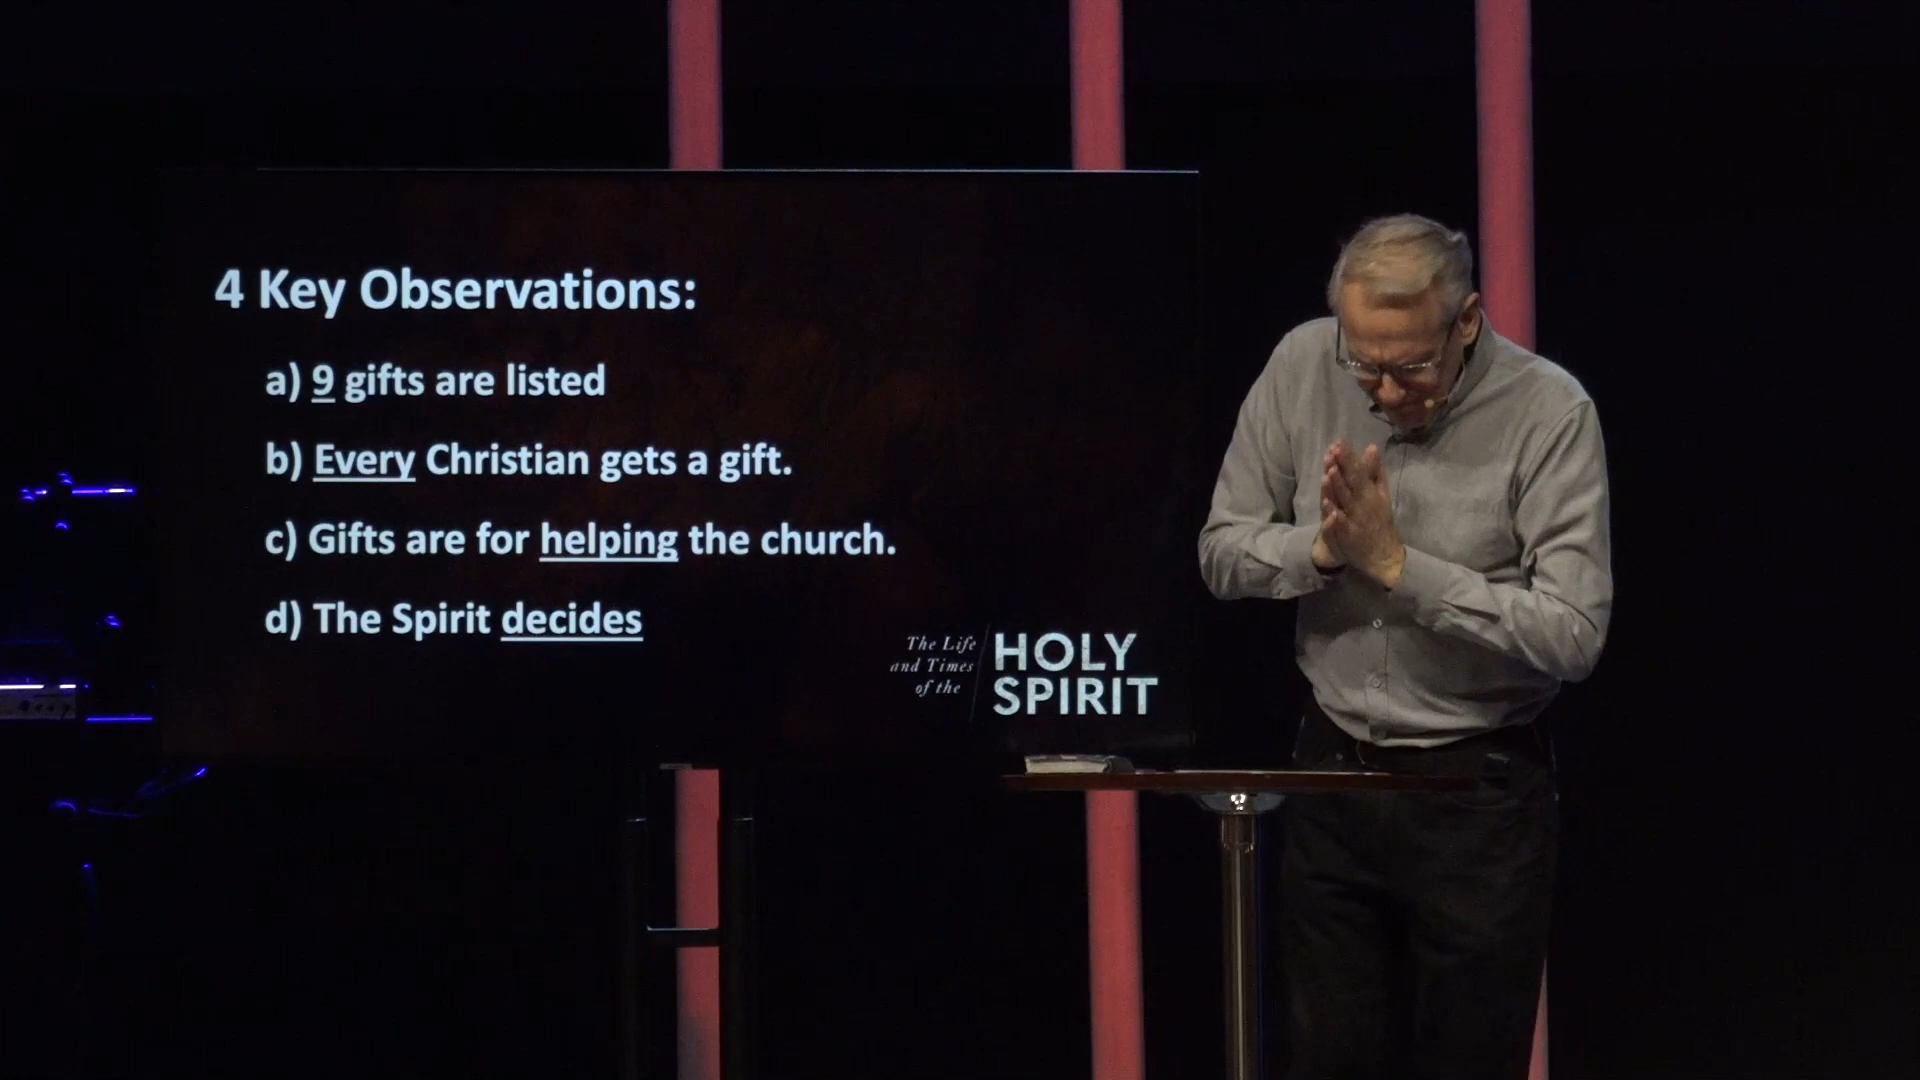 4 Key Observations:
a) 9 gifts are listed
b) Every Christian gets a gift.
c) Gifts are for helping the church.
d) The Spirit decides
The Life
and Times
of the
HOLY
SPIRIT